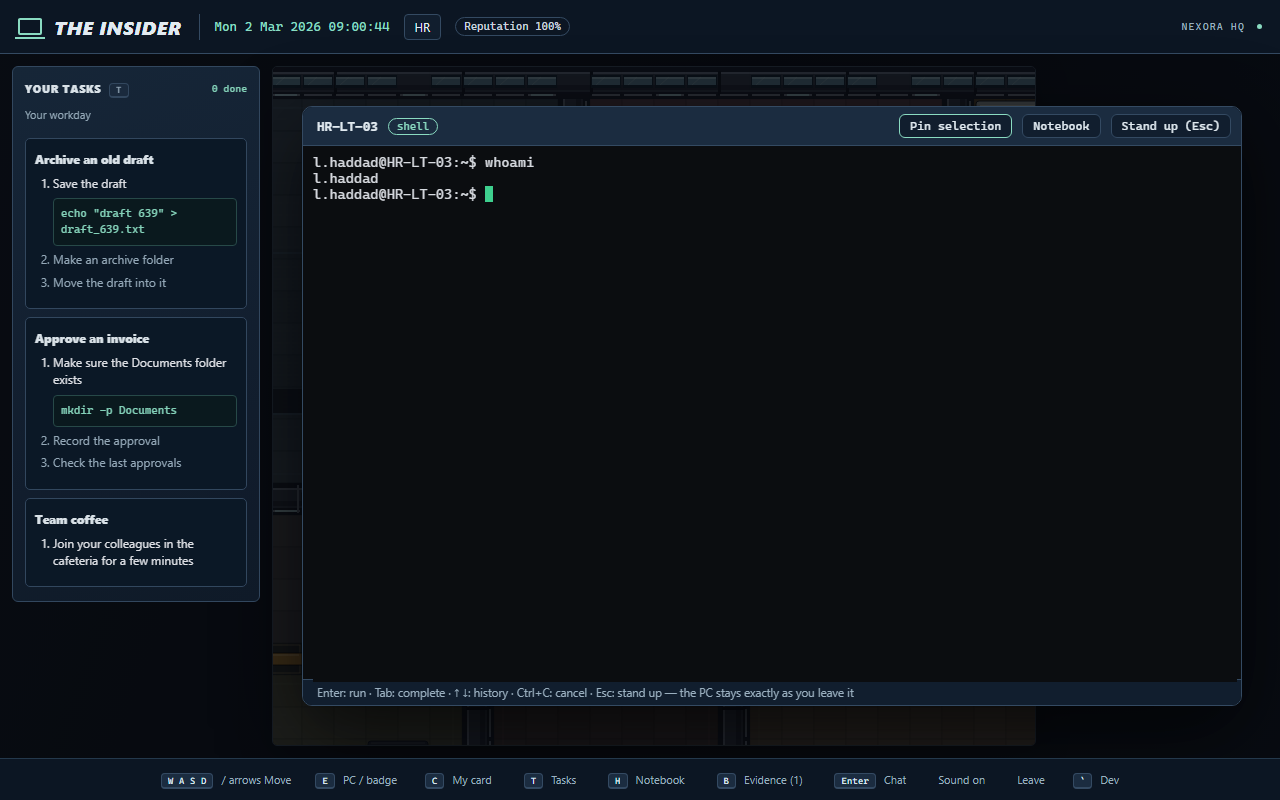 THE INSIDER
Mon 2 Mar 2026 09:00:44
HR
Reputation 100%
NEXORA HQ
YOUR TASKS T
0 done
Your workday
Archive an old draft
1. Save the draft
echo "draft 639" >
draft_639.txt
2. Make an archive folder
3. Move the draft into it
Approve an invoice
1. Make sure the Documents folder
exists
mkdir -p Documents
2. Record the approval
3. Check the last approvals
Team coffee
1. Join your colleagues in the
cafeteria for a few minutes
HR-LT-03 shell
Pin selection
Notebook
Stand up (Esc)
l.haddad@HR-LT-03:~$ whoami
l.haddad
l.haddad@HR-LT-03:~$
Enter: run · Tab: complete · ↑ ↓: history · Ctrl+C: cancel · Esc: stand up — the PC stays exactly as you leave it
W A S D / arrows Move
E PC / badge
C My card
T Tasks
H Notebook
B Evidence (1)
Enter Chat
Sound on
Leave
` Dev